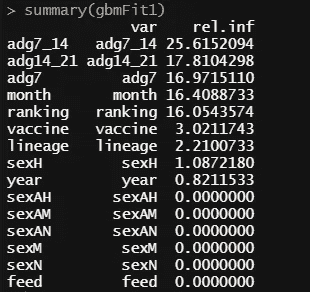 > summary(gbmFit1)
var rel.inf
adg7_14 adg7_14 25.6152094
adg14_21 adg14_21 17.8104298
adg7 adg7 16.9715110
month month 16.4088733
ranking ranking 16.0543574
vaccine vaccine 3.0211743
lineage lineage 2.2100733
sexH sexH 1.0872180
year year 0.8211533
sexAH sexAH 0.0000000
sexAM sexAM 0.0000000
sexAN sexAN 0.0000000
sexM sexM 0.0000000
sexN sexN 0.0000000
feed feed 0.0000000